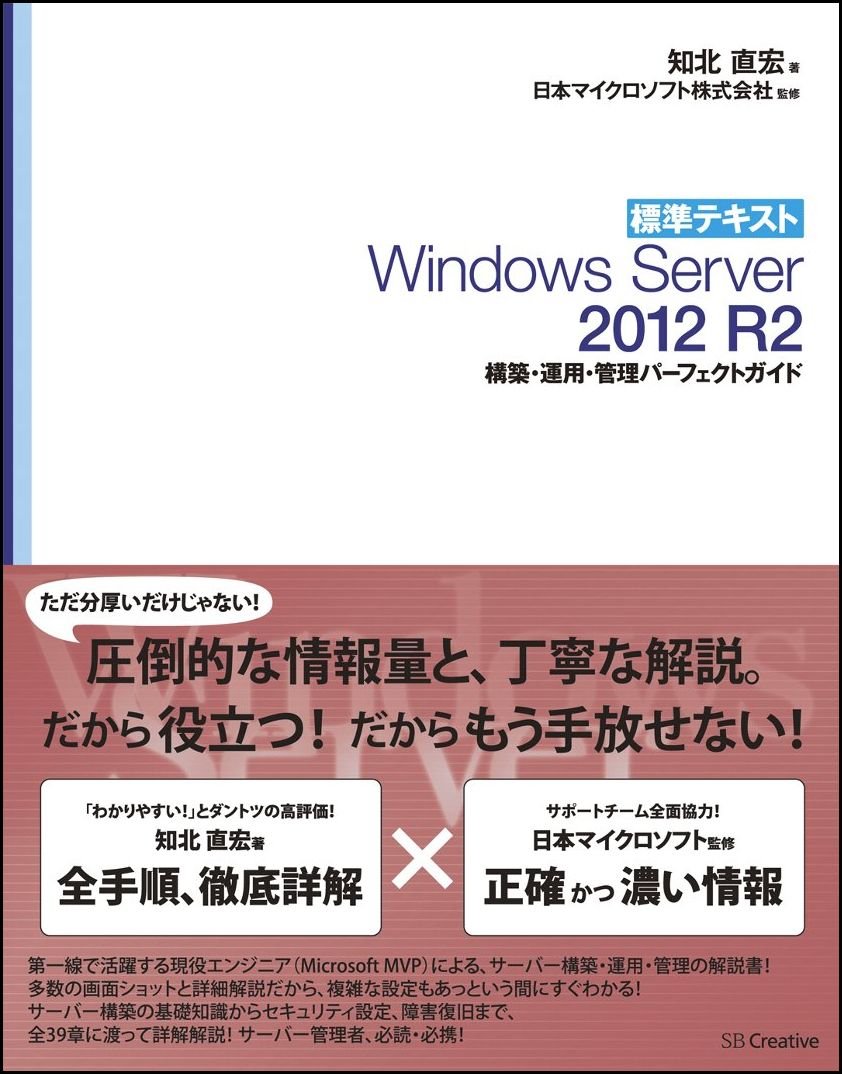 知北 直宏 著
日本マイクロソフト株式会社 監修
標準テキスト
Windows Server
2012 R2
構築・運用・管理パーフェクトガイド
ただ分厚いだけじゃない!
圧倒的な情報量と、丁寧な解説。
だから役立つ! だからもう手放せない!
「わかりやすい!」とダントツの高評価!
知北 直宏著
全手順、徹底詳解
×
サポートチーム全面協力!
日本マイクロソフト監修
正確かつ濃い情報
第一線で活躍する現役エンジニア(Microsoft MVP)による、サーバー構築・運用・管理の解説書!
多数の画面ショットと詳細解説だから、複雑な設定もあっという間にすぐわかる!
サーバー構築の基礎知識からセキュリティ設定、障害復旧まで、
全39章に渡って詳解解説! サーバー管理者、必読・必携!
SB Creative
Windows
Server